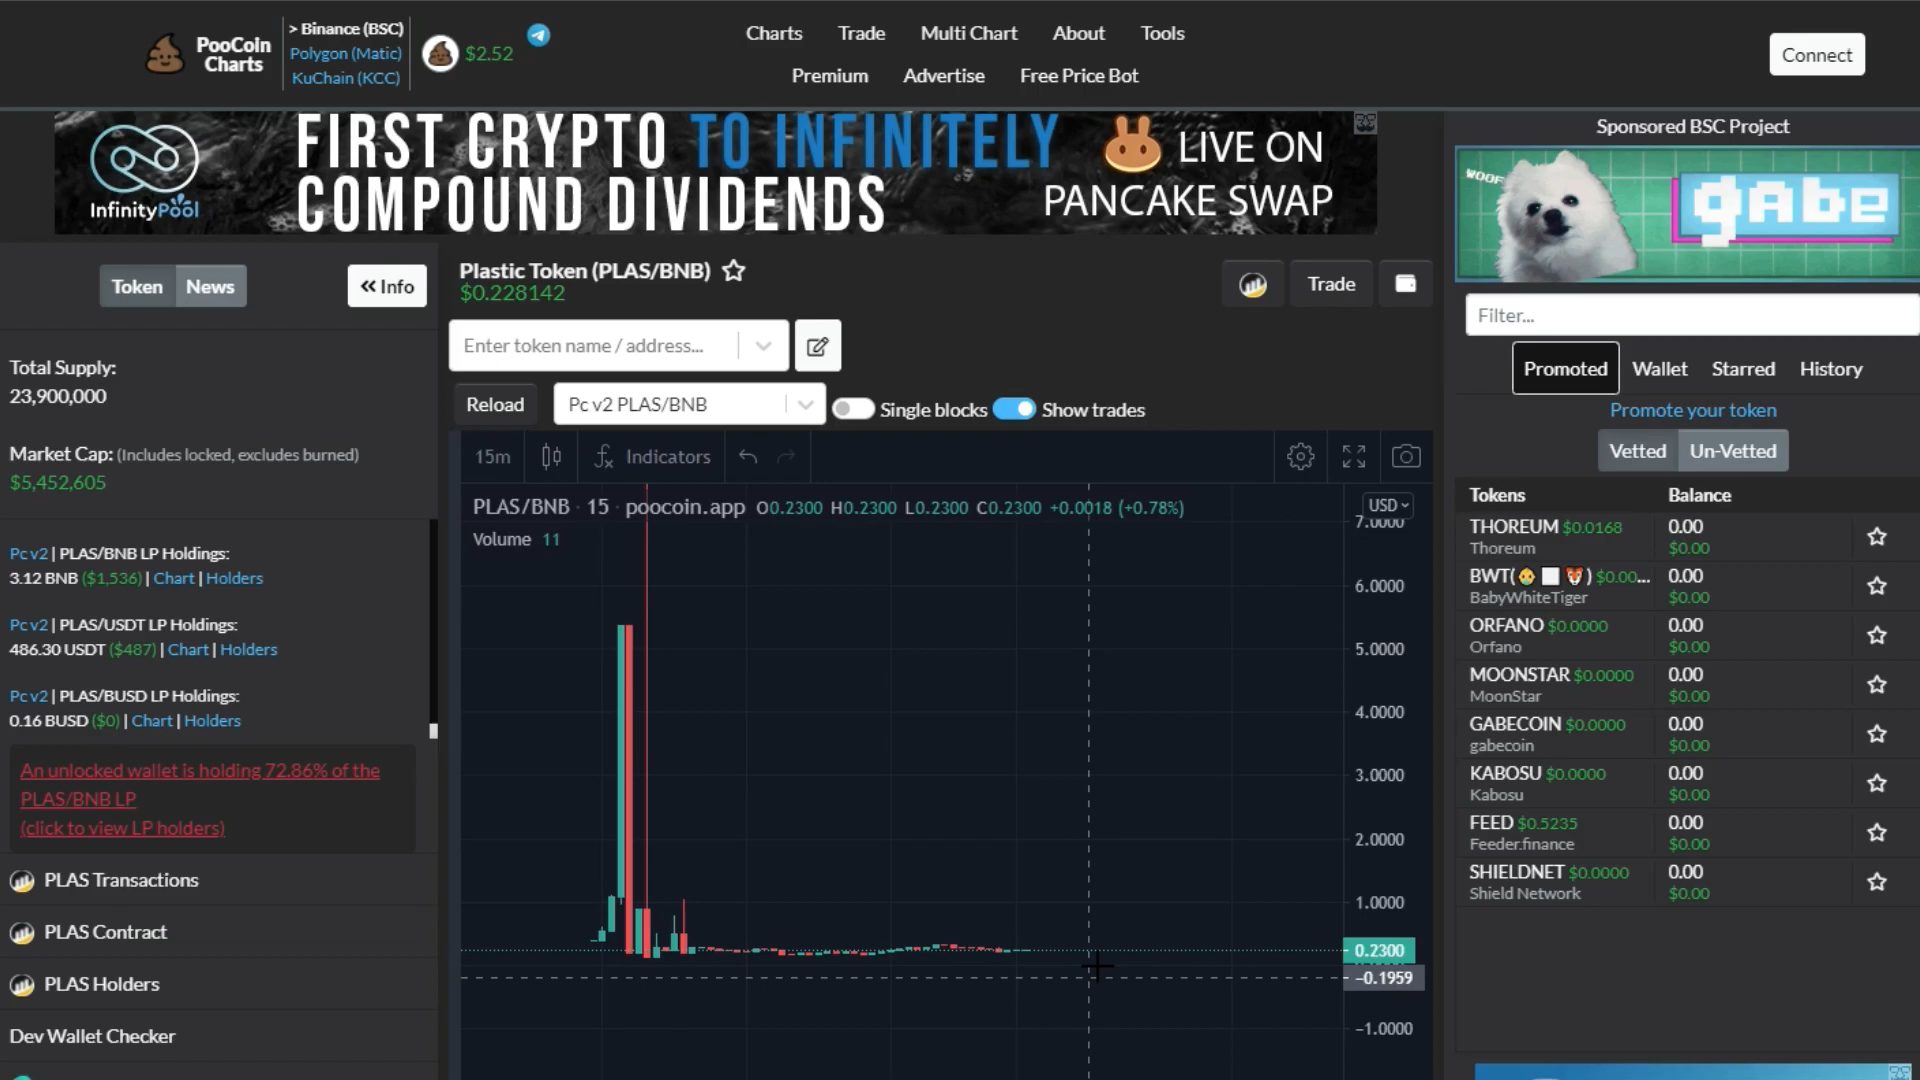 PooCoin
Charts
> Binance (BSC)
Polygon (Matic)
KuChain (KCC)
$2.52
Charts
Trade
Multi Chart
About
Tools
Premium
Advertise
Free Price Bot
Connect
InfinityPool
FIRST CRYPTO TO INFINITELY
COMPOUND DIVIDENDS
LIVE ON
PANCAKE SWAP
Sponsored BSC Project
WOOF
gabe
Token
News
« Info
Total Supply:
23,900,000
Market Cap: (Includes locked, excludes burned)
$5,452,605
Pc v2 | PLAS/BNB LP Holdings:
3.12 BNB ($1,536) | Chart | Holders
Pc v2 | PLAS/USDT LP Holdings:
486.30 USDT ($487) | Chart | Holders
Pc v2 | PLAS/BUSD LP Holdings:
0.16 BUSD ($0) | Chart | Holders
An unlocked wallet is holding 72.86% of the
PLAS/BNB LP
(click to view LP holders)
PLAS Transactions
PLAS Contract
PLAS Holders
Dev Wallet Checker
Plastic Token (PLAS/BNB)
$0.228142
Trade
Enter token name / address...
Reload
Pc v2 PLAS/BNB
Single blocks
Show trades
15m
Indicators
PLAS/BNB · 15 · poocoin.app O0.2300 H0.2300 L0.2300 C0.2300 +0.0018 (+0.78%)
Volume 11
USD
7.0000
6.0000
5.0000
4.0000
3.0000
2.0000
1.0000
0.2300
−0.1959
−1.0000
Filter...
Promoted
Wallet
Starred
History
Promote your token
Vetted
Un-Vetted
Tokens
Balance
THOREUM $0.0168 0.00
Thoreum $0.00
BWT(👶⬜🐯) $0.00... 0.00
BabyWhiteTiger $0.00
ORFANO $0.0000 0.00
Orfano $0.00
MOONSTAR $0.0000 0.00
MoonStar $0.00
GABECOIN $0.0000 0.00
gabecoin $0.00
KABOSU $0.0000 0.00
Kabosu $0.00
FEED $0.5235 0.00
Feeder.finance $0.00
SHIELDNET $0.0000 0.00
Shield Network $0.00